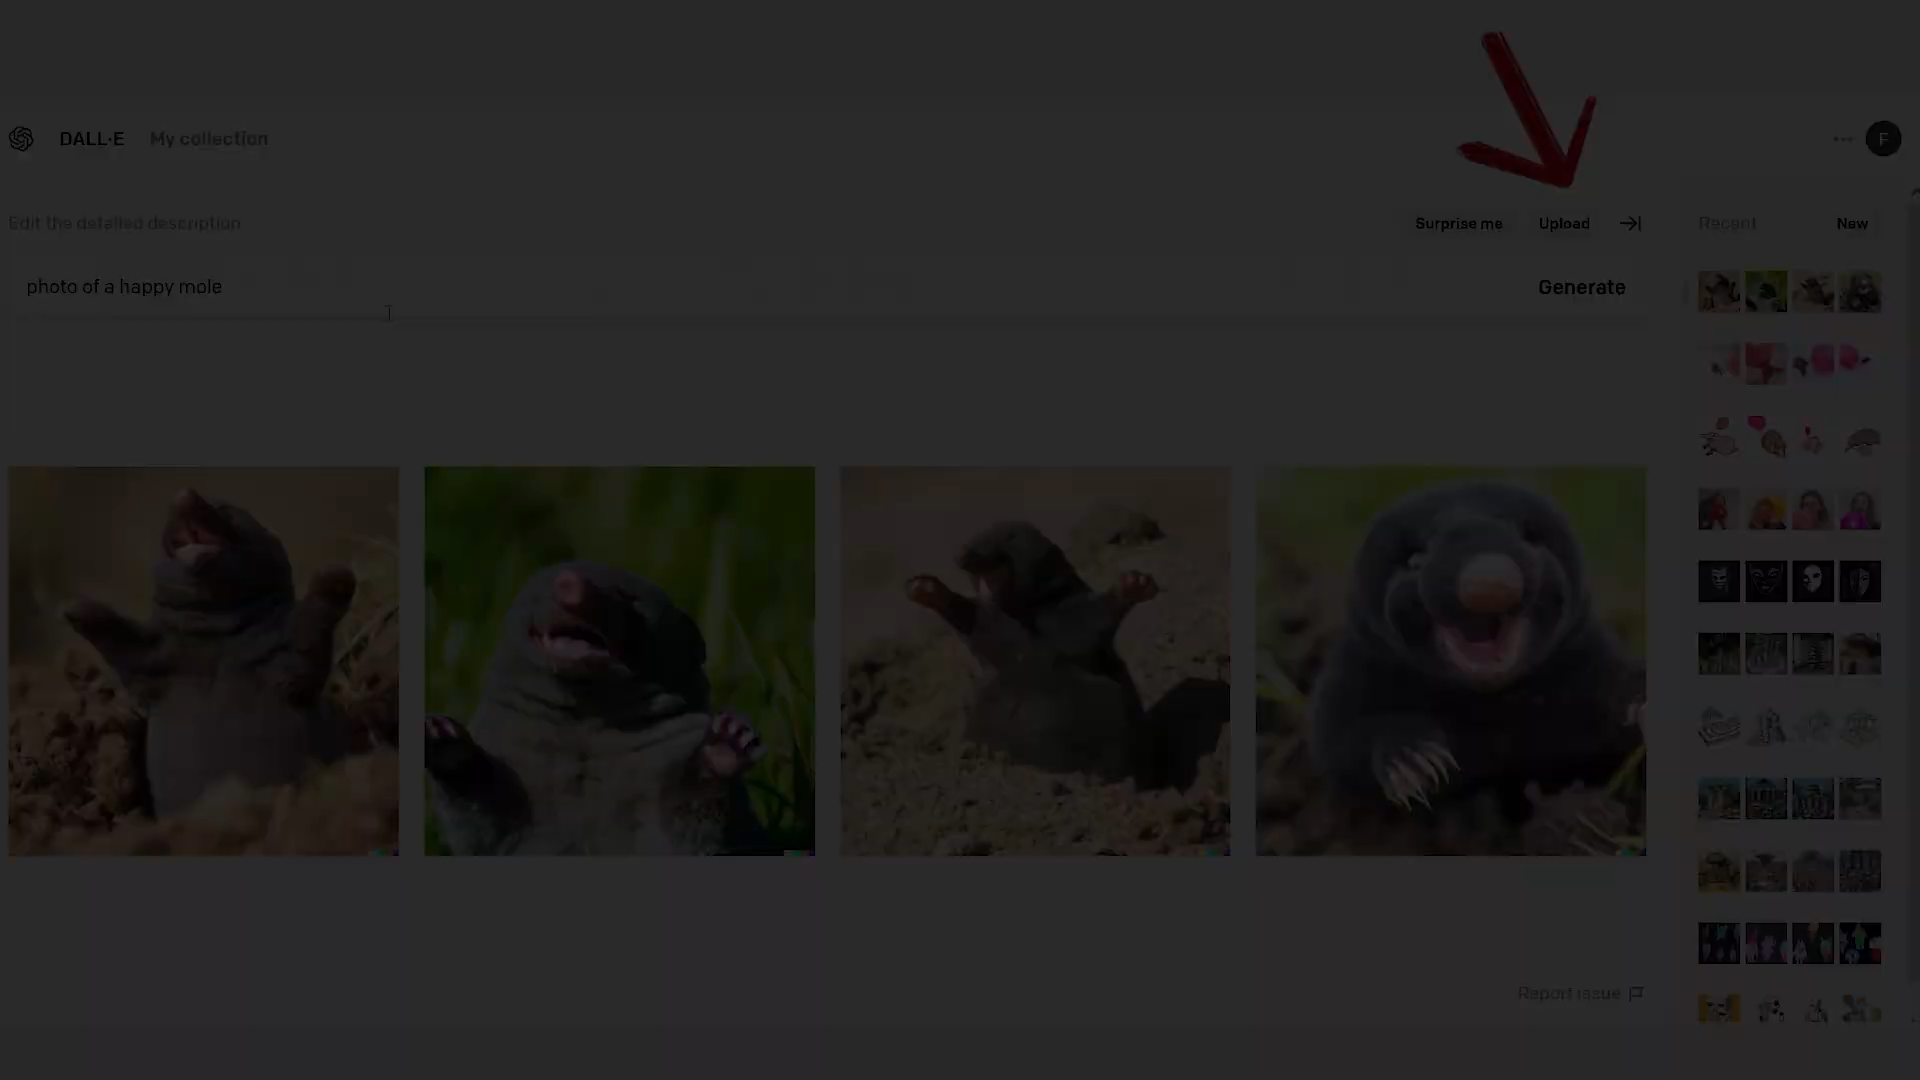 DALL·E My collection
F
Edit the detailed description
Surprise me Upload
Recent New
photo of a happy mole
Generate
Report issue